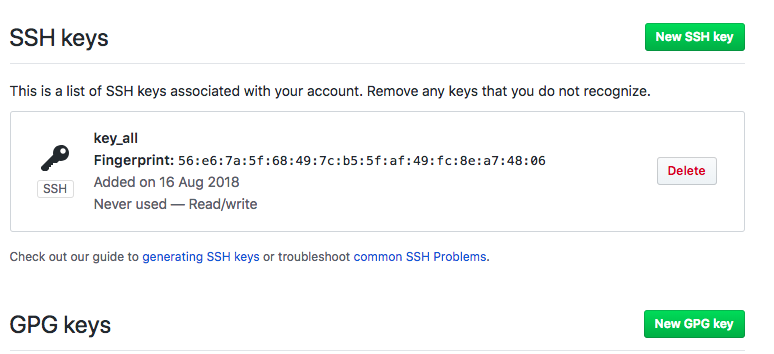 SSH keys
New SSH key
This is a list of SSH keys associated with your account. Remove any keys that you do not recognize.
key_all
Fingerprint: 56:e6:7a:5f:68:49:7c:b5:5f:af:49:fc:8e:a7:48:06
SSH
Added on 16 Aug 2018
Never used — Read/write
Delete
Check out our guide to generating SSH keys or troubleshoot common SSH Problems.
GPG keys
New GPG key